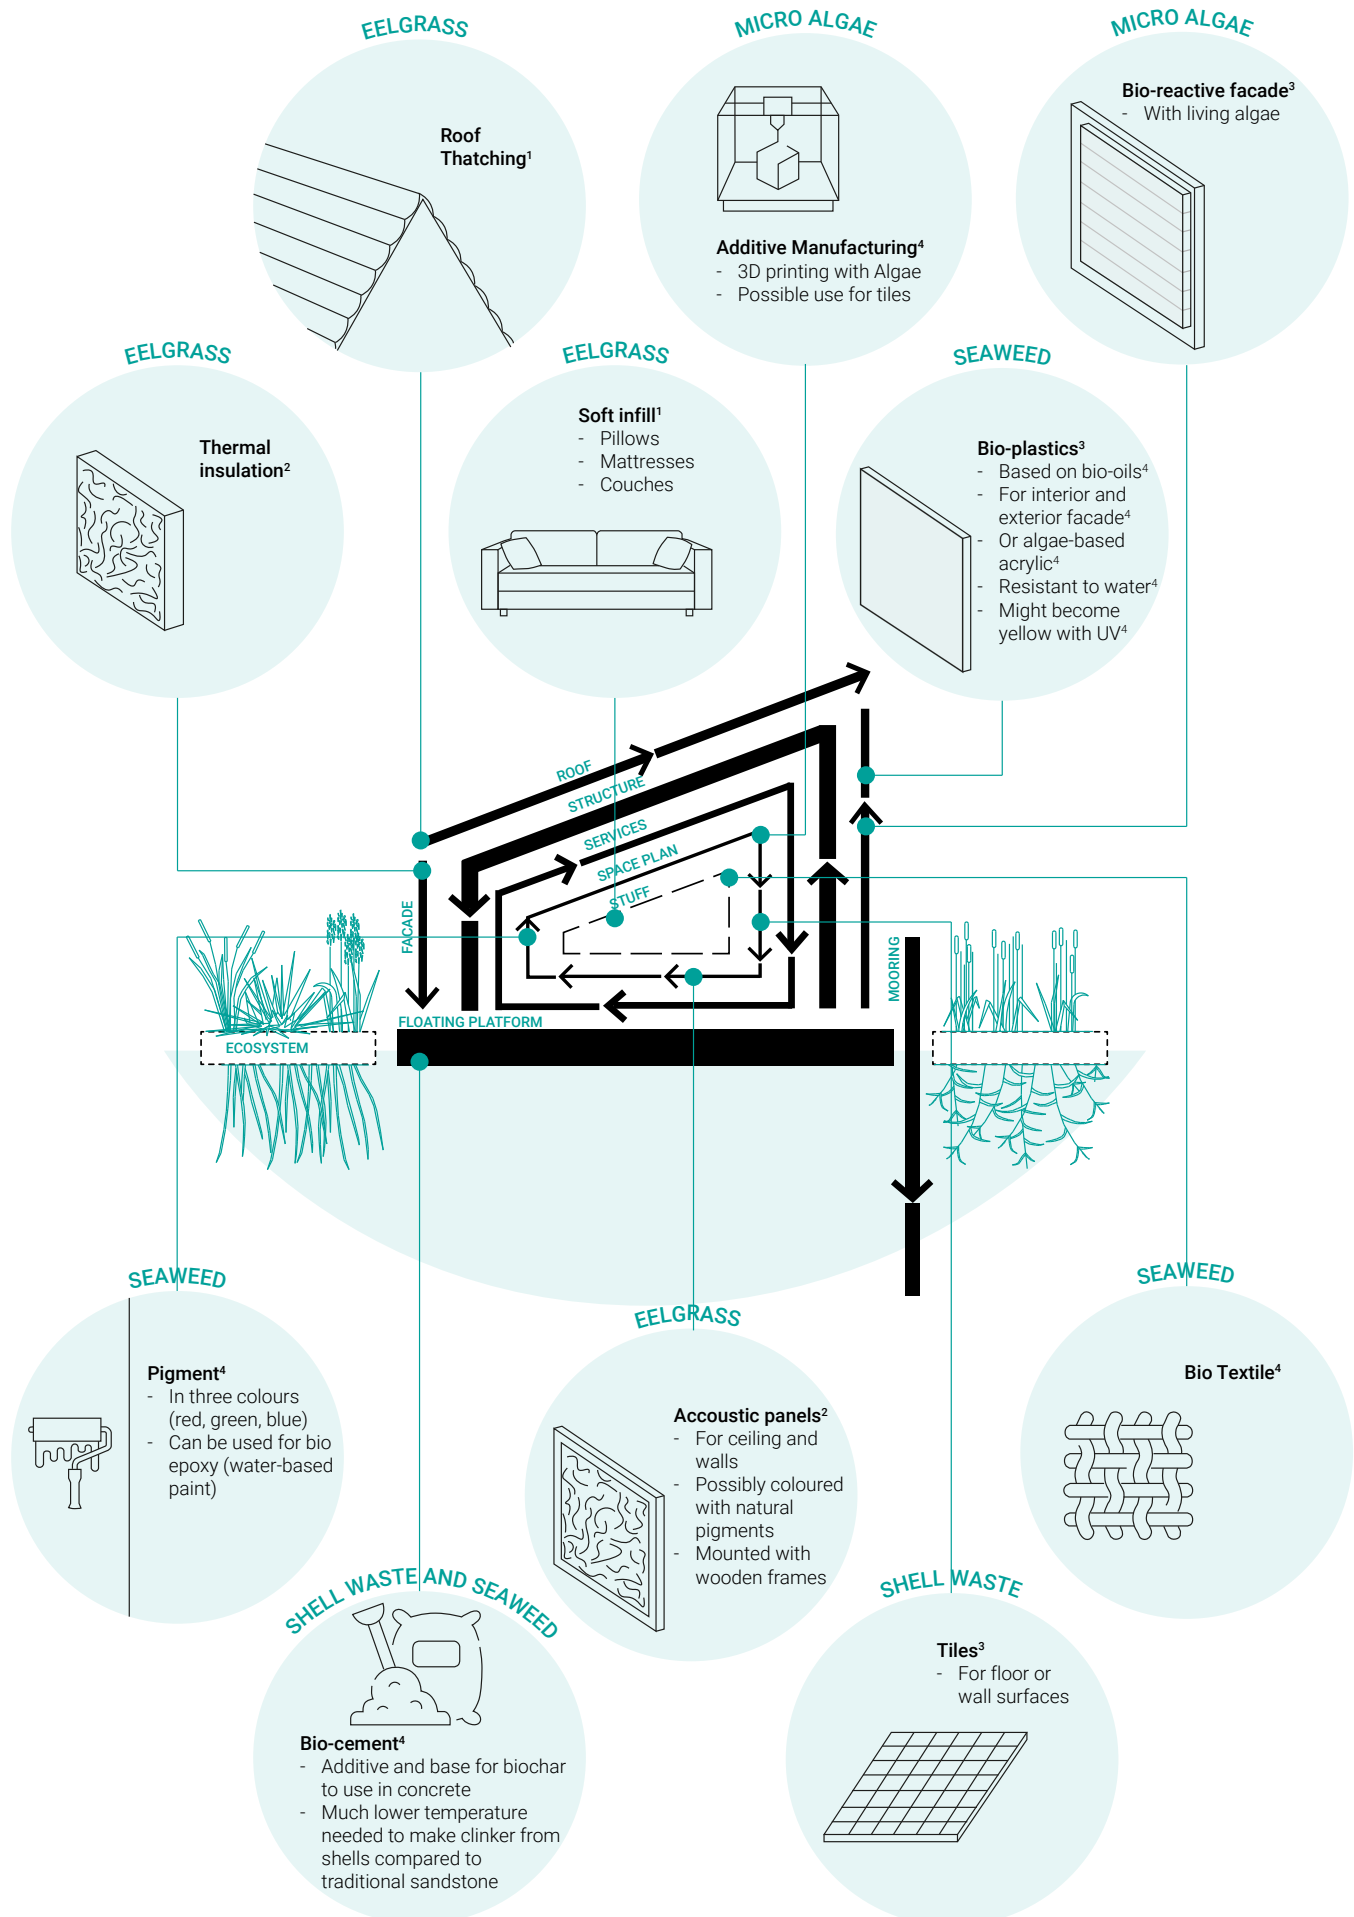 EELGRASS
Roof
Thatching¹
MICRO ALGAE
Additive Manufacturing⁴
- 3D printing with Algae
- Possible use for tiles
MICRO ALGAE
Bio-reactive facade³
- With living algae
EELGRASS
Thermal
insulation²
EELGRASS
Soft infill¹
- Pillows
- Mattresses
- Couches
SEAWEED
Bio-plastics³
- Based on bio-oils⁴
- For interior and
exterior facade⁴
- Or algae-based
acrylic⁴
- Resistant to water⁴
- Might become
yellow with UV⁴
ROOF
STRUCTURE
SERVICES
SPACE PLAN
STUFF
FACADE
MOORING
FLOATING PLATFORM
ECOSYSTEM
SEAWEED
Pigment⁴
- In three colours
(red, green, blue)
- Can be used for bio
epoxy (water-based
paint)
EELGRASS
Accoustic panels²
- For ceiling and
walls
- Possibly coloured
with natural
pigments
- Mounted with
wooden frames
SEAWEED
Bio Textile⁴
SHELL WASTE AND SEAWEED
Bio-cement⁴
- Additive and base for biochar
to use in concrete
- Much lower temperature
needed to make clinker from
shells compared to
traditional sandstone
SHELL WASTE
Tiles³
- For floor or
wall surfaces